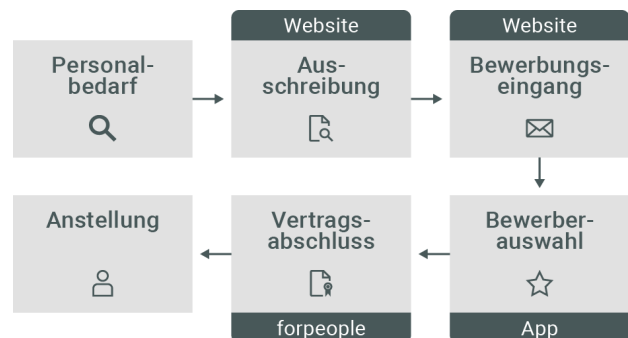 Website
Website
Personal-
bedarf
Aus-
schreibung
Bewerbungs-
eingang
Anstellung
Vertrags-
abschluss
Bewerber-
auswahl
forpeople
App